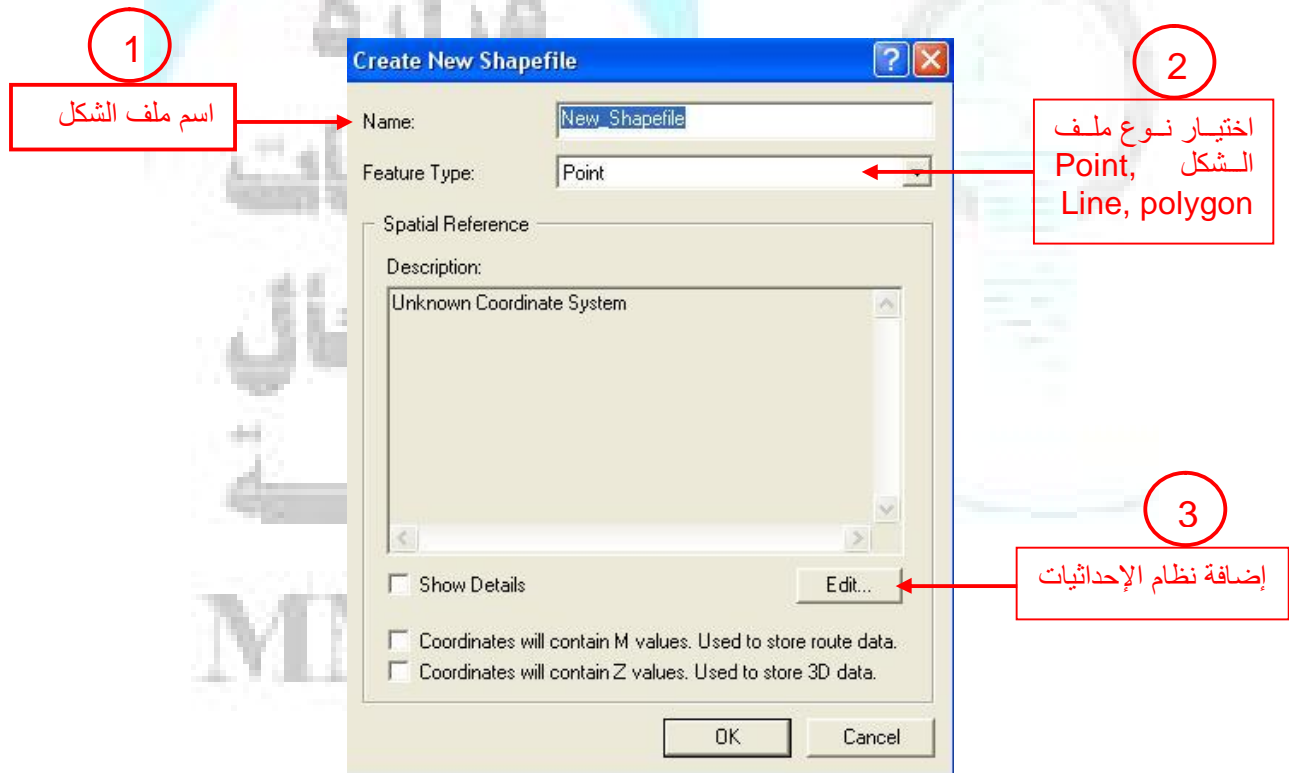 1
اسم ملف الشكل
Create New Shapefile
2
اختيار نوع ملف
الشكل Point,
Line, polygon
Name:
New_Shapefile
Feature Type:
Point
Spatial Reference
Description:
Unknown Coordinate System
3
إضافة نظام الإحداثيات
Show Details
Edit...
Coordinates will contain M values. Used to store route data.
Coordinates will contain Z values. Used to store 3D data.
OK
Cancel